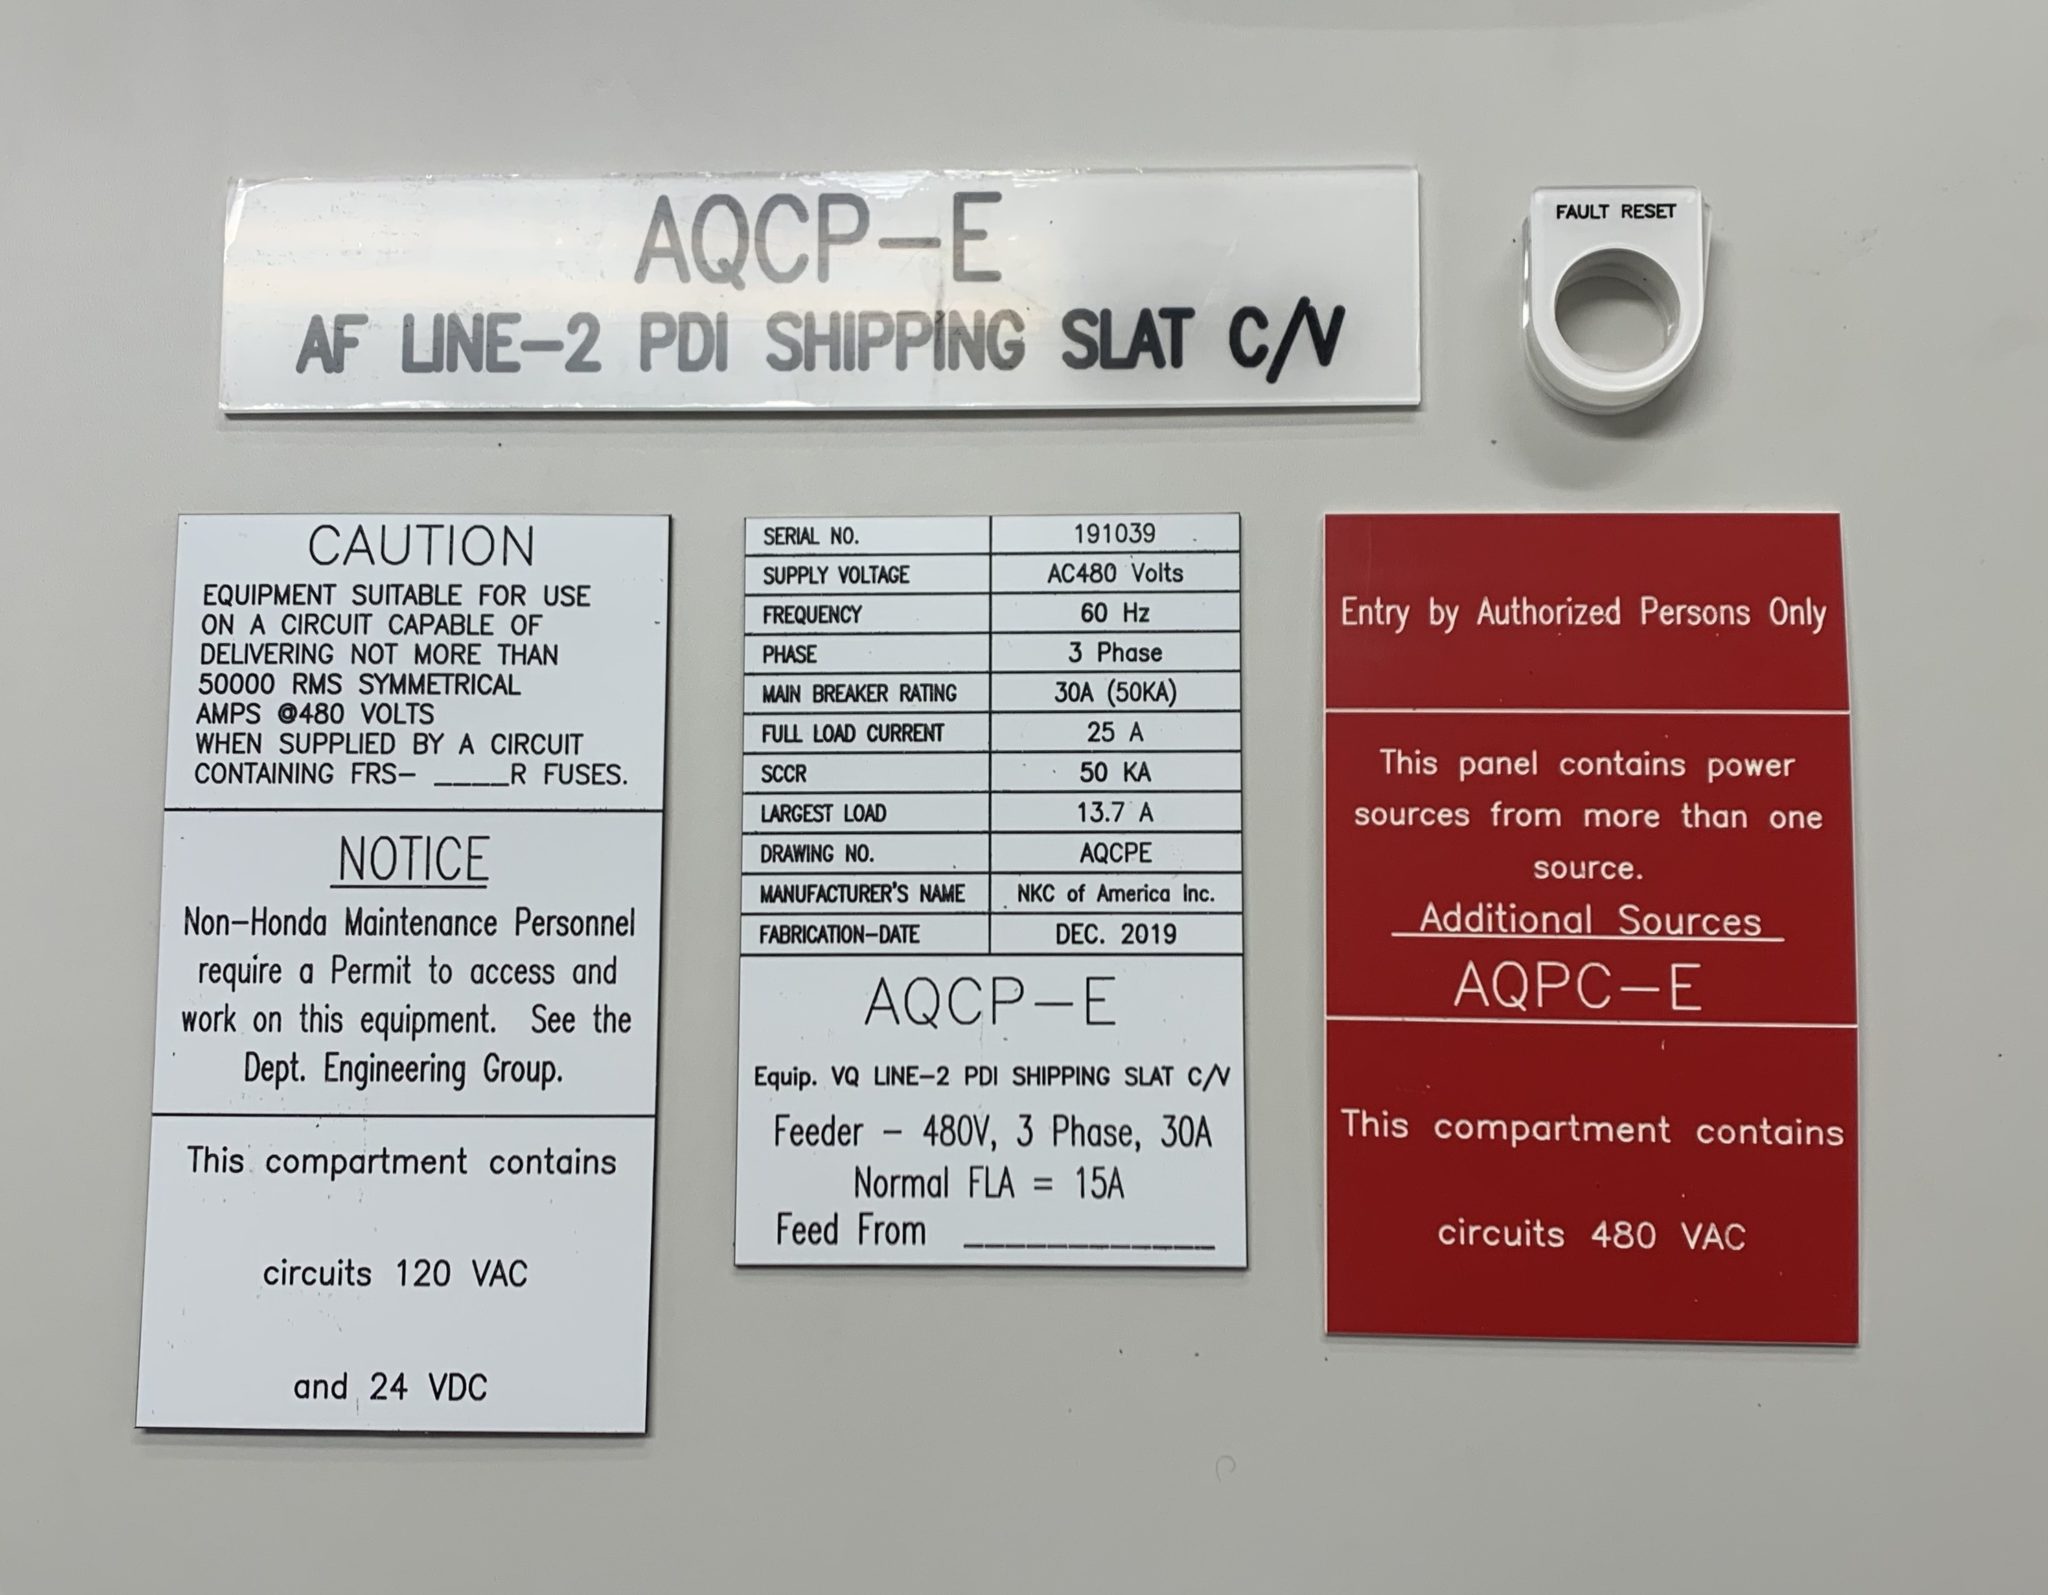 AQCP-E
AF LINE-2 PDI SHIPPING SLAT C/V
FAULT RESET
CAUTION
EQUIPMENT SUITABLE FOR USE
ON A CIRCUIT CAPABLE OF
DELIVERING NOT MORE THAN
50000 RMS SYMMETRICAL
AMPS @480 VOLTS
WHEN SUPPLIED BY A CIRCUIT
CONTAINING FRS- ____R FUSES.
NOTICE
Non-Honda Maintenance Personnel
require a Permit to access and
work on this equipment. See the
Dept. Engineering Group.
This compartment contains
circuits 120 VAC
and 24 VDC
SERIAL NO. 191039
SUPPLY VOLTAGE AC480 Volts
FREQUENCY 60 Hz
PHASE 3 Phase
MAIN BREAKER RATING 30A (50KA)
FULL LOAD CURRENT 25 A
SCCR 50 KA
LARGEST LOAD 13.7 A
DRAWING NO. AQCPE
MANUFACTURER'S NAME NKC of America Inc.
FABRICATION-DATE DEC. 2019
AQCP-E
Equip. VQ LINE-2 PDI SHIPPING SLAT C/V
Feeder - 480V, 3 Phase, 30A
Normal FLA = 15A
Feed From ____________
Entry by Authorized Persons Only
This panel contains power
sources from more than one
source.
Additional Sources
AQPC-E
This compartment contains
circuits 480 VAC